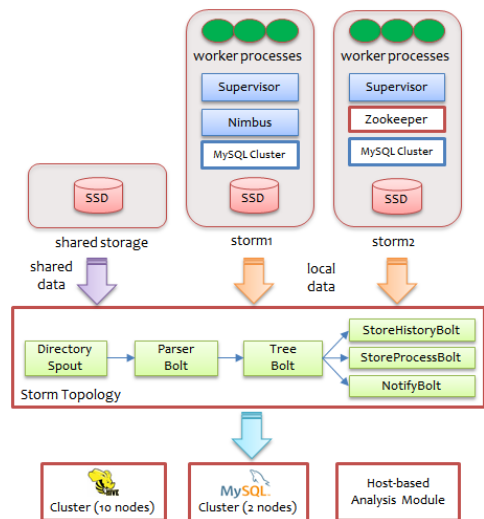 worker processes
worker processes
Supervisor
Supervisor
Nimbus
Zookeeper
MySQL Cluster
MySQL Cluster
SSD
SSD
SSD
shared storage
storm1
storm2
shared
data
local
data
Directory
Spout
Parser
Bolt
Tree
Bolt
StoreHistoryBolt
StoreProcessBolt
NotifyBolt
Storm Topology
HIVE
Cluster (10 nodes)
MySQL
Cluster (2 nodes)
Host-based
Analysis Module